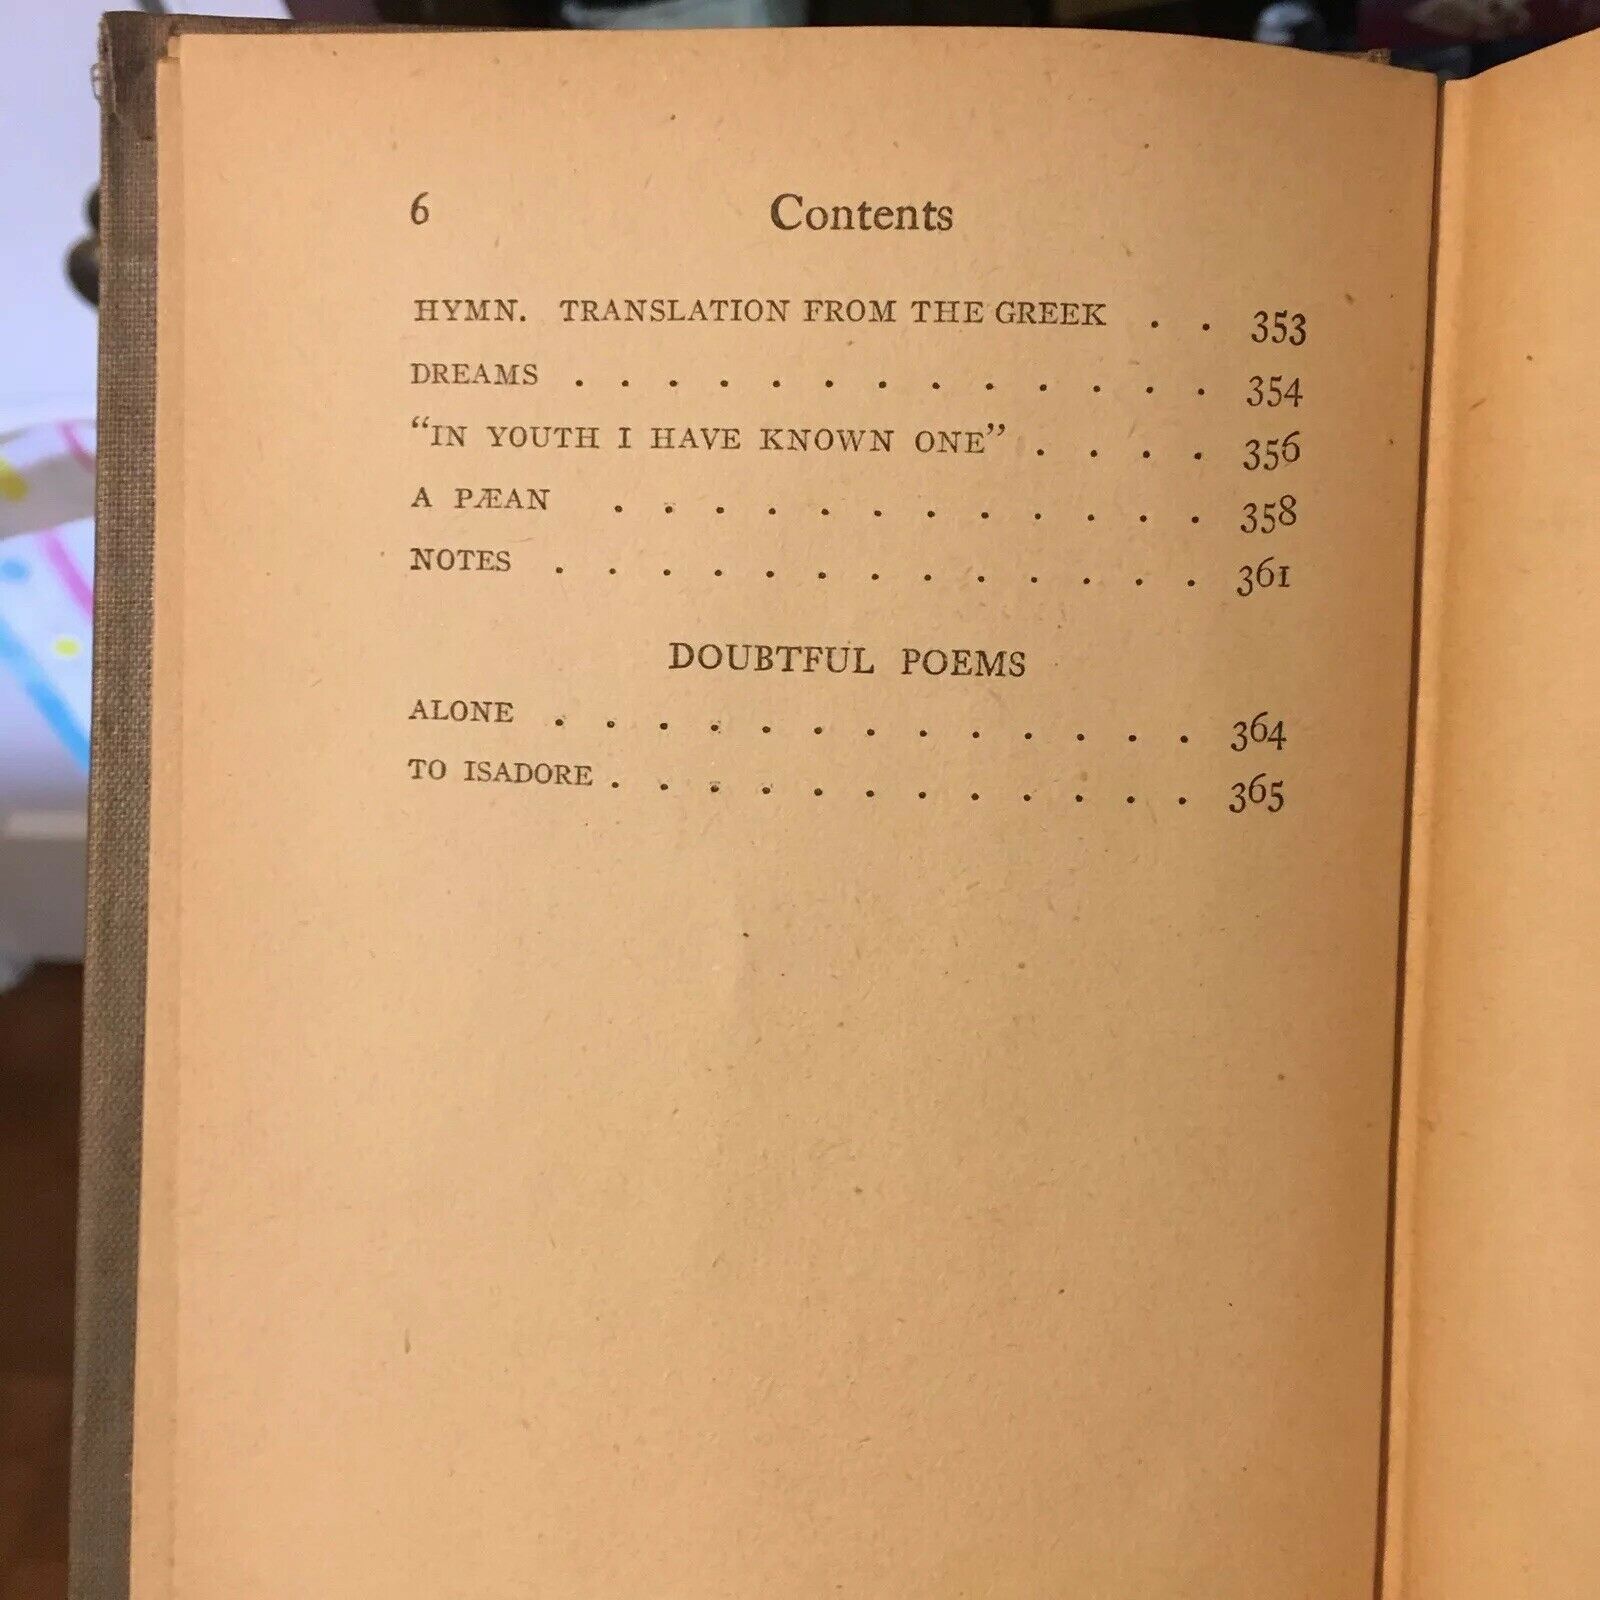 6 Contents
HYMN. TRANSLATION FROM THE GREEK . . 353
DREAMS . . . . . . . . . . . . . 354
“IN YOUTH I HAVE KNOWN ONE” . . . . 356
A PÆAN . . . . . . . . . . . . 358
NOTES . . . . . . . . . . . . . 361
DOUBTFUL POEMS
ALONE . . . . . . . . . . . . . 364
TO ISADORE . . . . . . . . . . . . 365